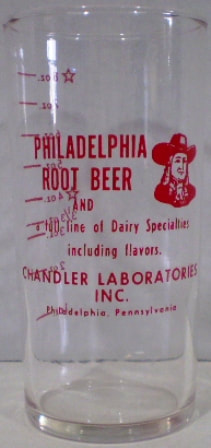 PHILADELPHIA
ROOT BEER
AND
a full line of Dairy Specialties
including flavors.
CHANDLER LABORATORIES
INC.
Philadelphia, Pennsylvania